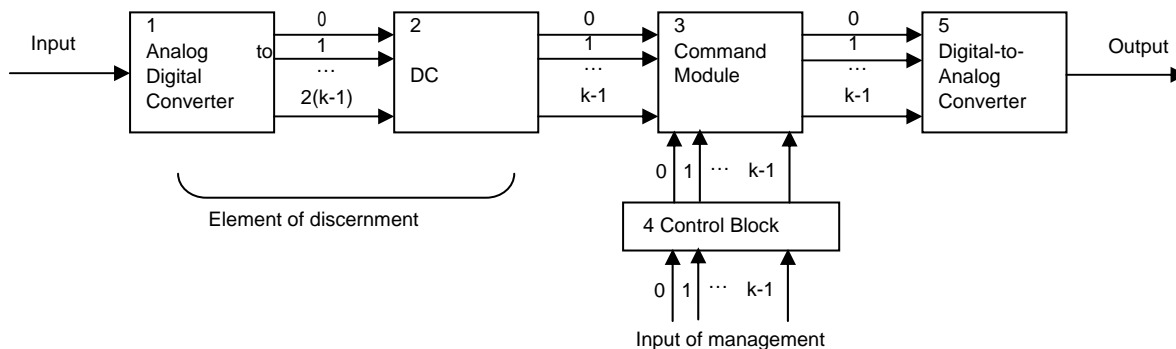 Input
1
Analog to
Digital
Converter
0
1
...
2(k-1)
2
DC
0
1
...
k-1
3
Command
Module
0
1
...
k-1
5
Digital-to-
Analog
Converter
Output
0 1 ... k-1
Element of discernment
4 Control Block
0 1 ... k-1
Input of management